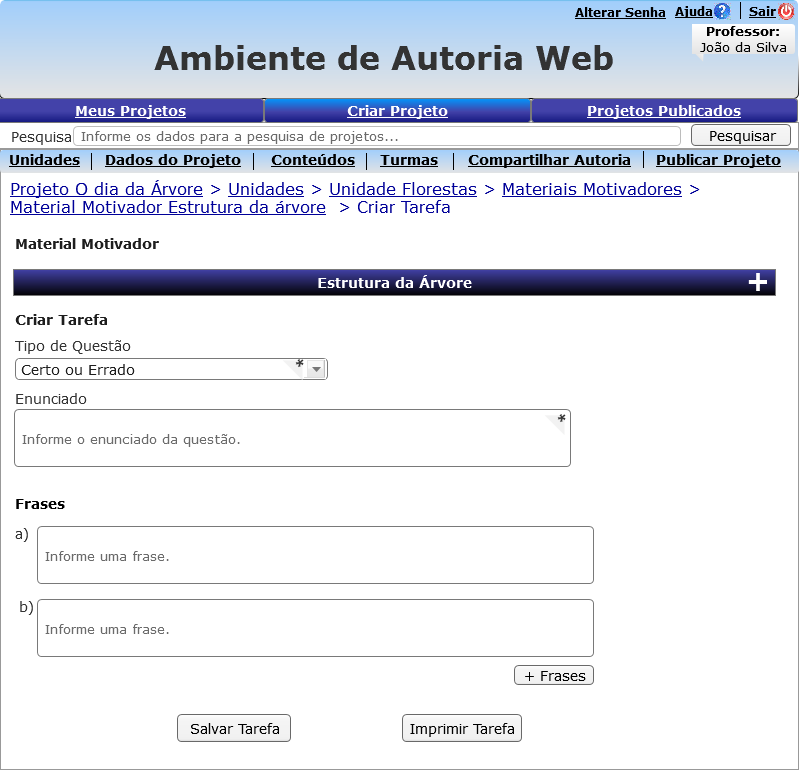 Alterar Senha Ajuda ? Sair
Professor:
João da Silva
Ambiente de Autoria Web
Meus Projetos Criar Projeto Projetos Publicados
Pesquisa Informe os dados para a pesquisa de projetos... Pesquisar
Unidades | Dados do Projeto | Conteúdos | Turmas | Compartilhar Autoria | Publicar Projeto
Projeto O dia da Árvore > Unidades > Unidade Florestas > Materiais Motivadores >
Material Motivador Estrutura da árvore > Criar Tarefa
Material Motivador
Estrutura da Árvore +
Criar Tarefa
Tipo de Questão
Certo ou Errado *
Enunciado
Informe o enunciado da questão. *
Frases
a) Informe uma frase.
b) Informe uma frase.
+ Frases
Salvar Tarefa Imprimir Tarefa